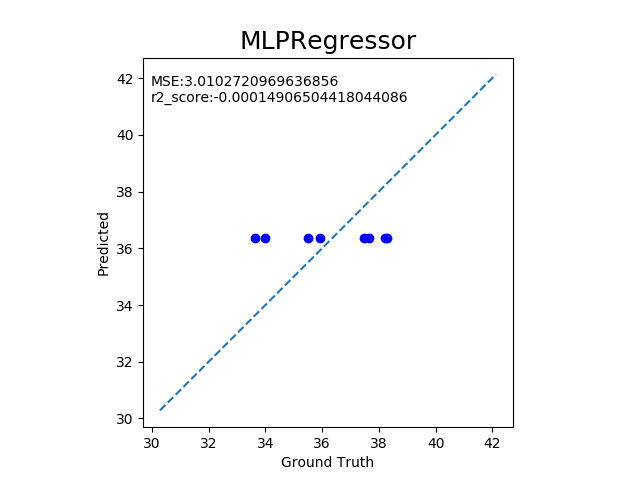 MLPRegressor
MSE:3.0102720969636856
r2_score:-0.00014906504418044086
42
40
38
36
34
32
30
Predicted
30 32 34 36 38 40 42
Ground Truth